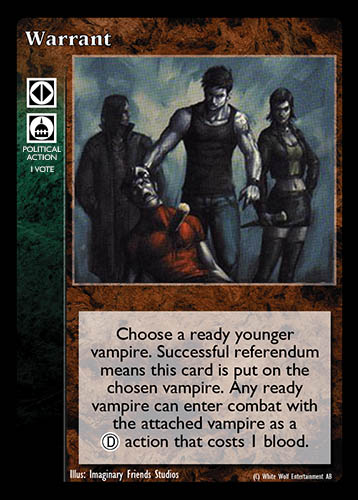 Warrant
POLITICAL
ACTION
1 VOTE
Choose a ready younger
vampire. Successful referendum
means this card is put on the
chosen vampire. Any ready
vampire can enter combat with
the attached vampire as a
Ⓓ action that costs 1 blood.
Illus: Imaginary Friends Studios
(C) White Wolf Entertainment AB